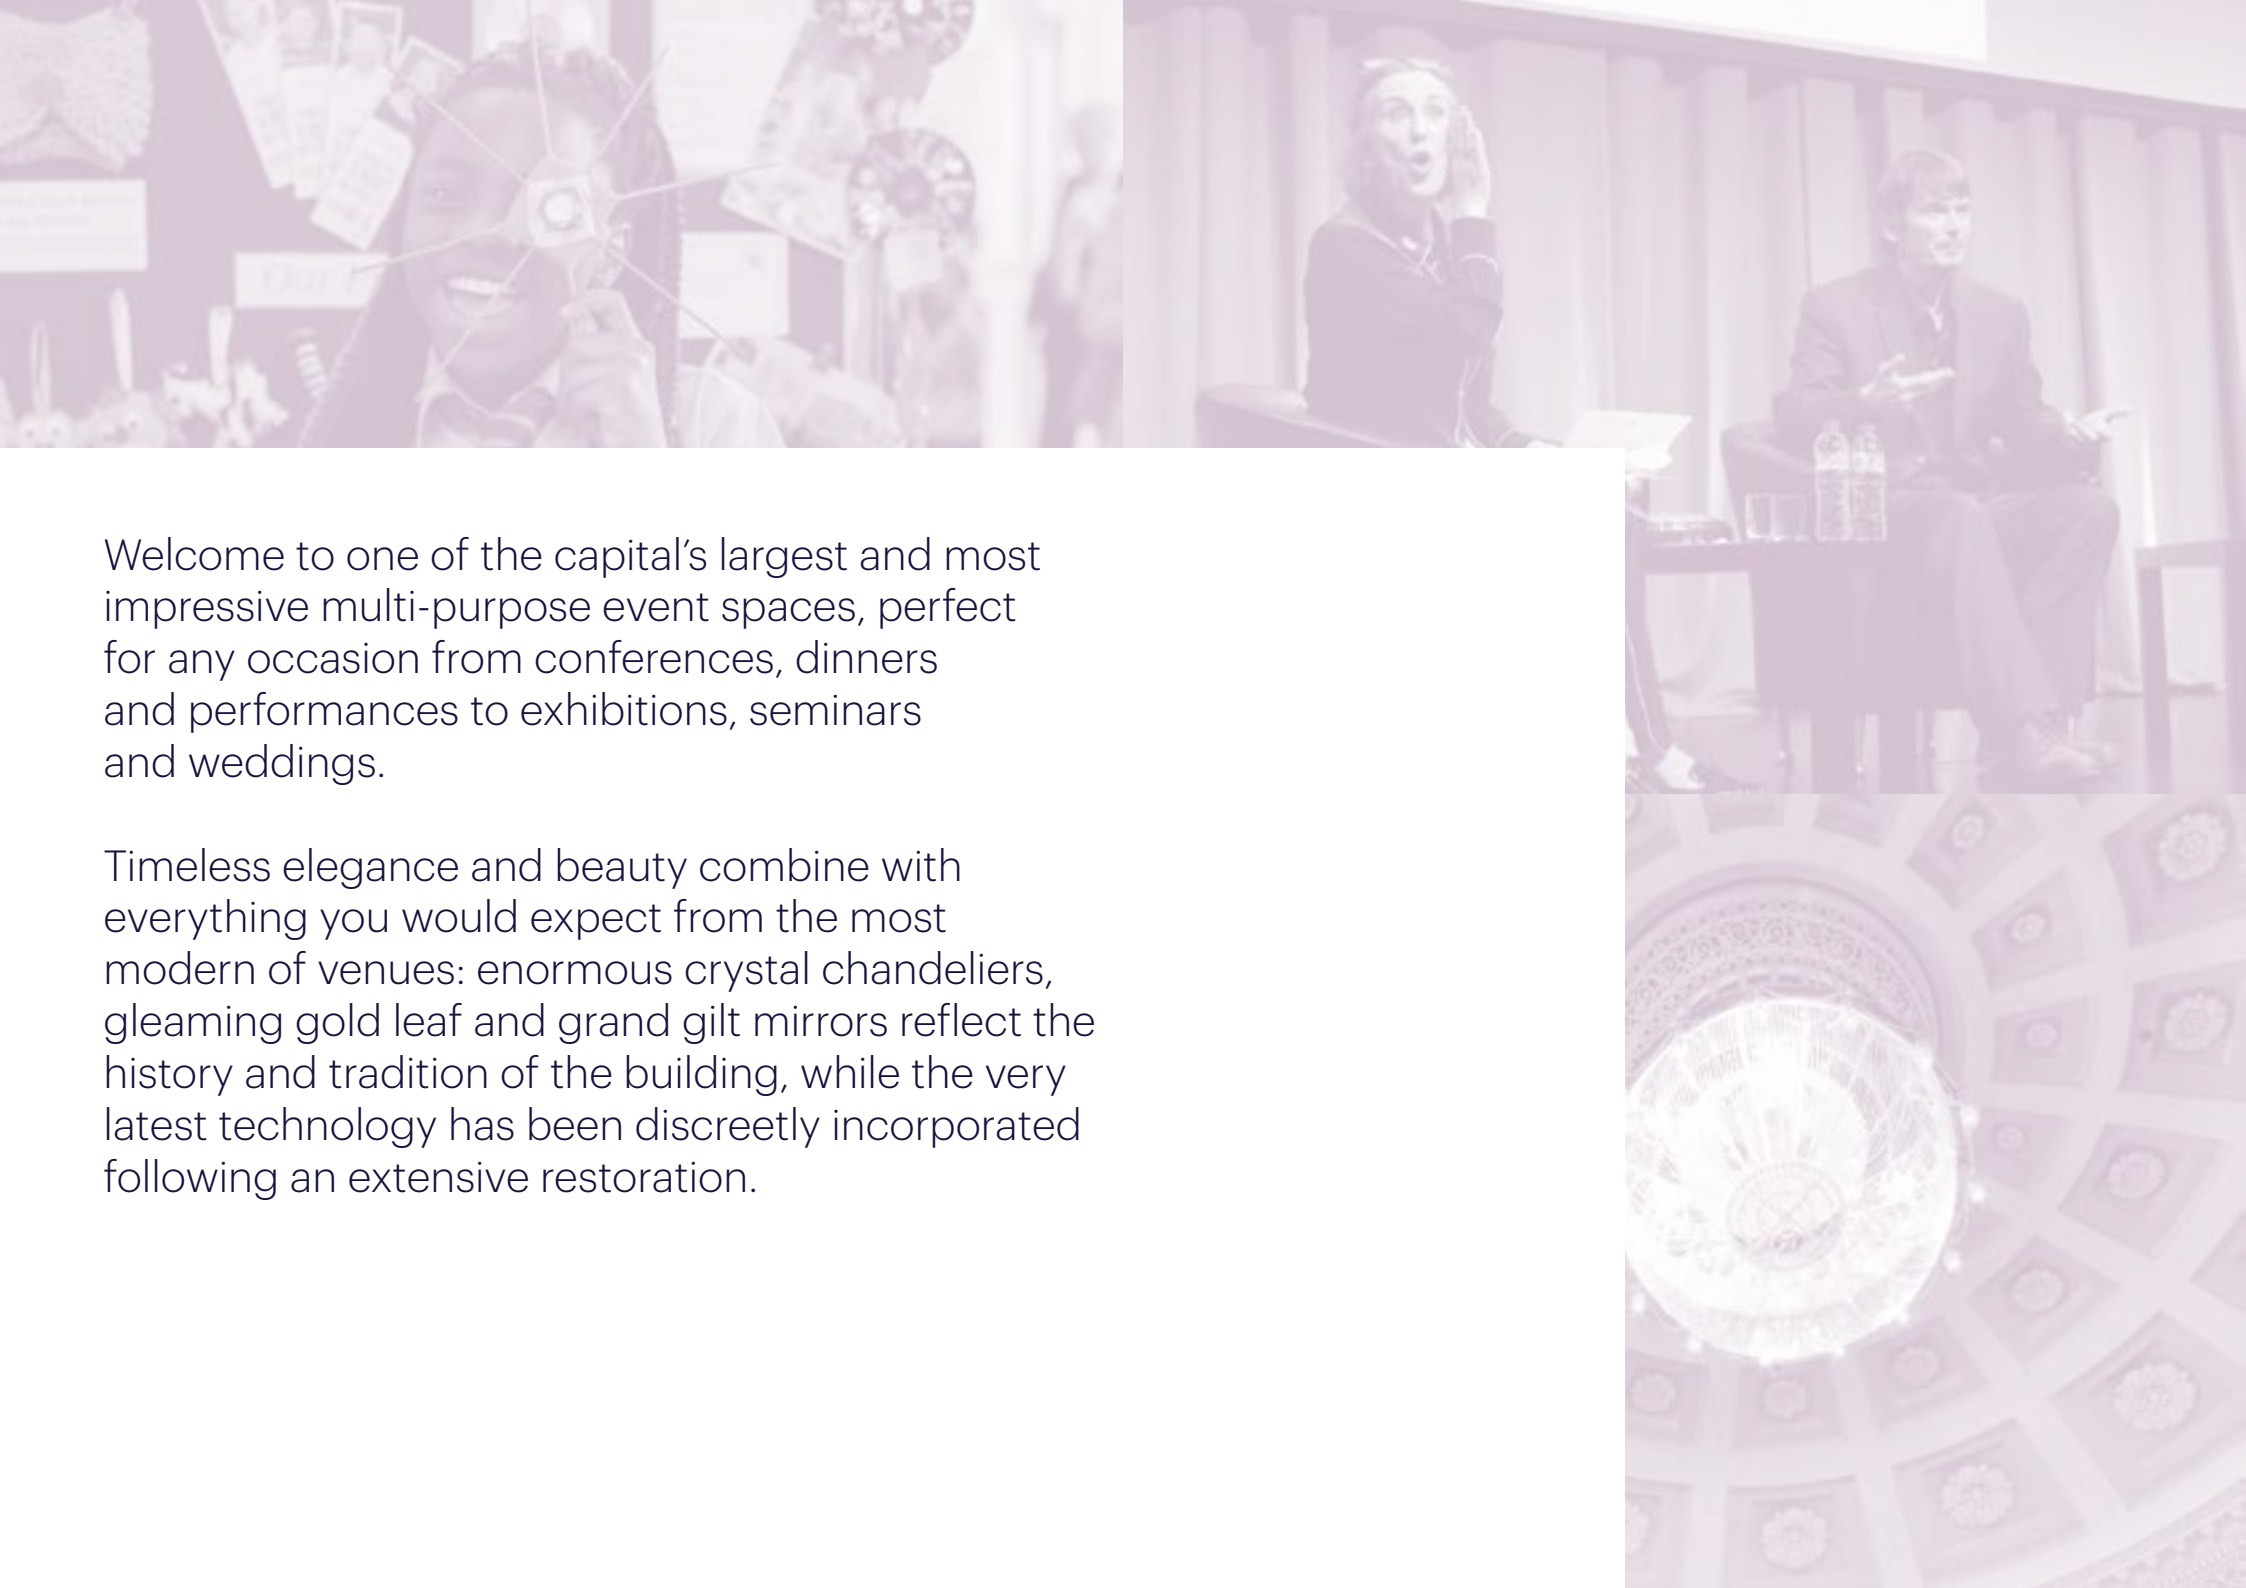 Welcome to one of the capital’s largest and most
impressive multi-purpose event spaces, perfect
for any occasion from conferences, dinners
and performances to exhibitions, seminars
and weddings.
Timeless elegance and beauty combine with
everything you would expect from the most
modern of venues: enormous crystal chandeliers,
gleaming gold leaf and grand gilt mirrors reflect the
history and tradition of the building, while the very
latest technology has been discreetly incorporated
following an extensive restoration.